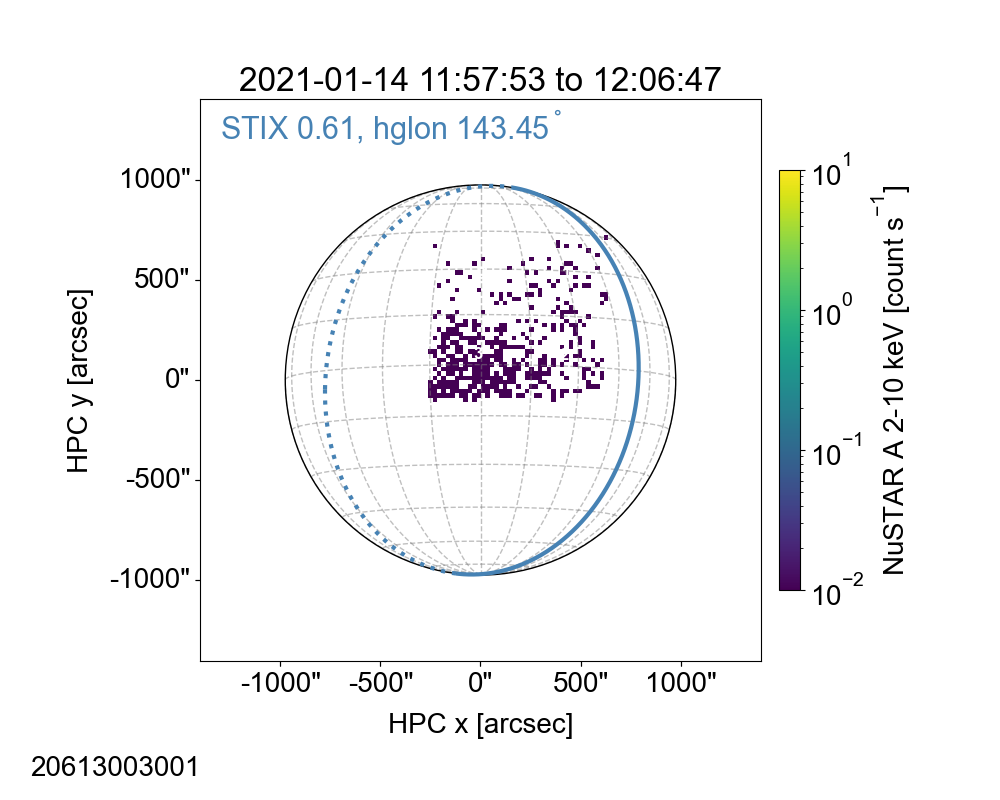 2021-01-14 11:57:53 to 12:06:47
STIX 0.61, hglon 143.45°
1000"
500"
0"
-500"
-1000"
HPC y [arcsec]
-1000" -500" 0" 500" 1000"
HPC x [arcsec]
10¹
10⁰
10⁻¹
10⁻²
NuSTAR A 2-10 keV [count s⁻¹]
20613003001